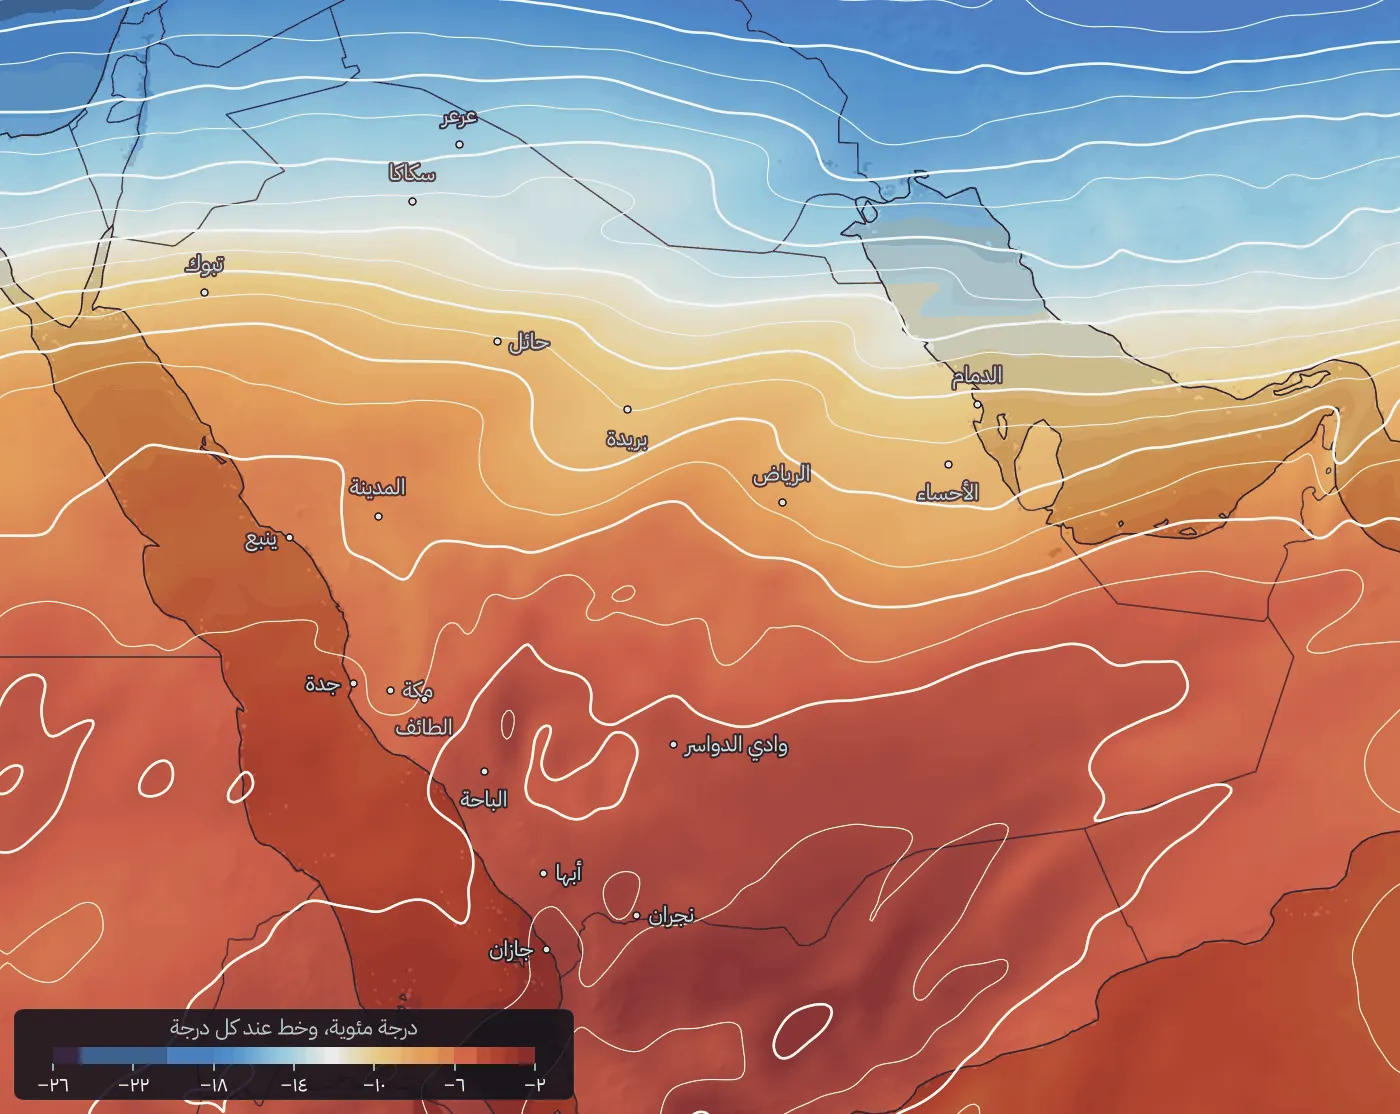 عرعر
سكاكا
تبوك
حائل
الدمام
بريدة
الرياض
الأحساء
المدينة
ينبع
جدة
مكة
الطائف
وادي الدواسر
الباحة
أبها
نجران
جازان
درجة مئوية، وخط عند كل درجة
−٢٦ −٢٢ −١٨ −١٤ −١٠ −٦ −٢